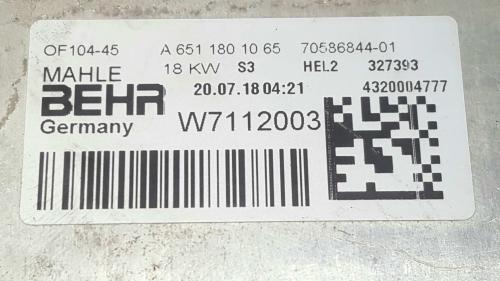 OF104-45 A 651 180 10 65 70586844-01
MAHLE 18 KW S3 HEL2 327393
BEHR 20.07.18 04:21 4320004777
Germany W7112003